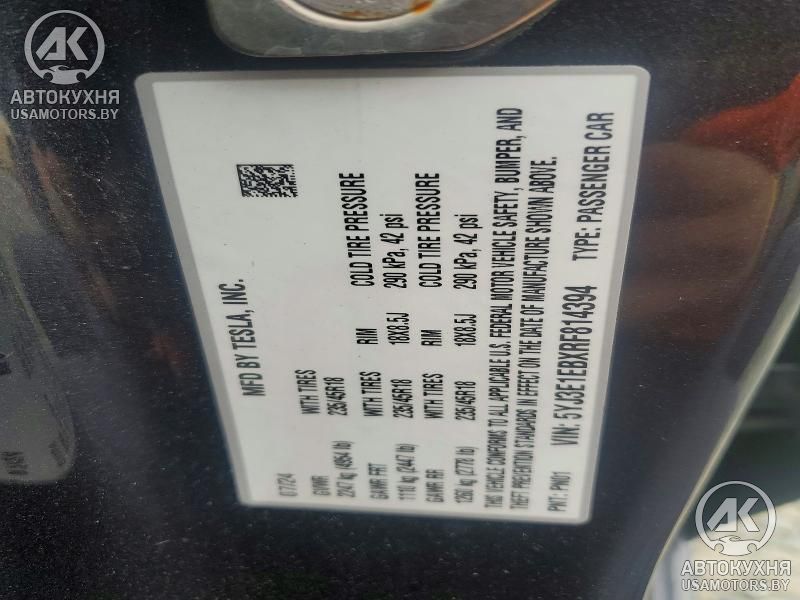 AK
АВТОКУХНЯ
USAMOTORS.BY
MFD BY TESLA, INC.
07/24
GVWR WITH TIRES
2247 kg (4954 lb) 235/45R18
GAWR FRT WITH TIRES RIM COLD TIRE PRESSURE
1110 kg (2447 lb) 235/45R18 18X8.5J 290 kPa, 42 psi
GAWR RR WITH TIRES RIM COLD TIRE PRESSURE
1260 kg (2778 lb) 235/45R18 18X8.5J 290 kPa, 42 psi
THIS VEHICLE CONFORMS TO ALL APPLICABLE U.S. FEDERAL MOTOR VEHICLE SAFETY, BUMPER, AND
THEFT PREVENTION STANDARDS IN EFFECT ON THE DATE OF MANUFACTURE SHOWN ABOVE.
PNT: PN01 VIN: 5YJ3E1EBXRF814394 TYPE: PASSENGER CAR
AK
АВТОКУХНЯ
USAMOTORS.BY